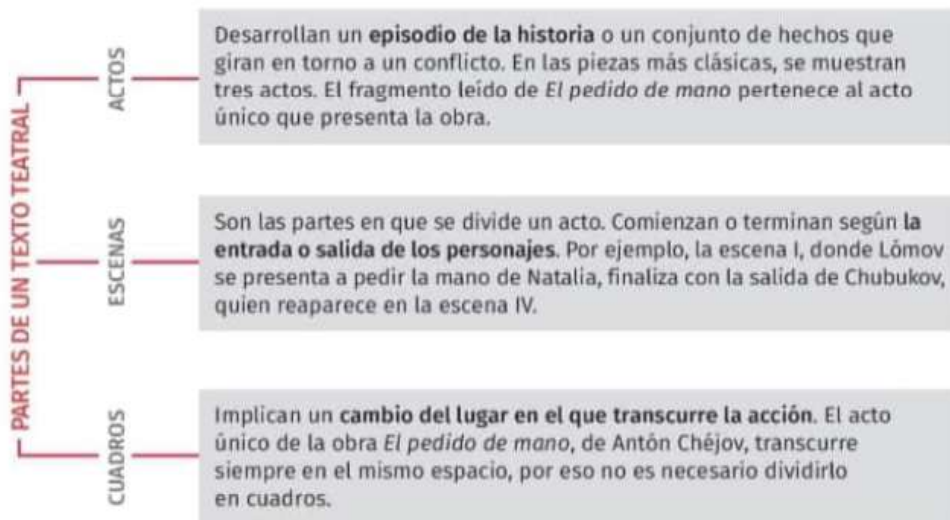 PARTES DE UN TEXTO TEATRAL
ACTOS
Desarrollan un episodio de la historia o un conjunto de hechos que
giran en torno a un conflicto. En las piezas más clásicas, se muestran
tres actos. El fragmento leído de El pedido de mano pertenece al acto
único que presenta la obra.
ESCENAS
Son las partes en que se divide un acto. Comienzan o terminan según la
entrada o salida de los personajes. Por ejemplo, la escena I, donde Lómov
se presenta a pedir la mano de Natalia, finaliza con la salida de Chubukov,
quien reaparece en la escena IV.
CUADROS
Implican un cambio del lugar en el que transcurre la acción. El acto
único de la obra El pedido de mano, de Antón Chéjov, transcurre
siempre en el mismo espacio, por eso no es necesario dividirlo
en cuadros.